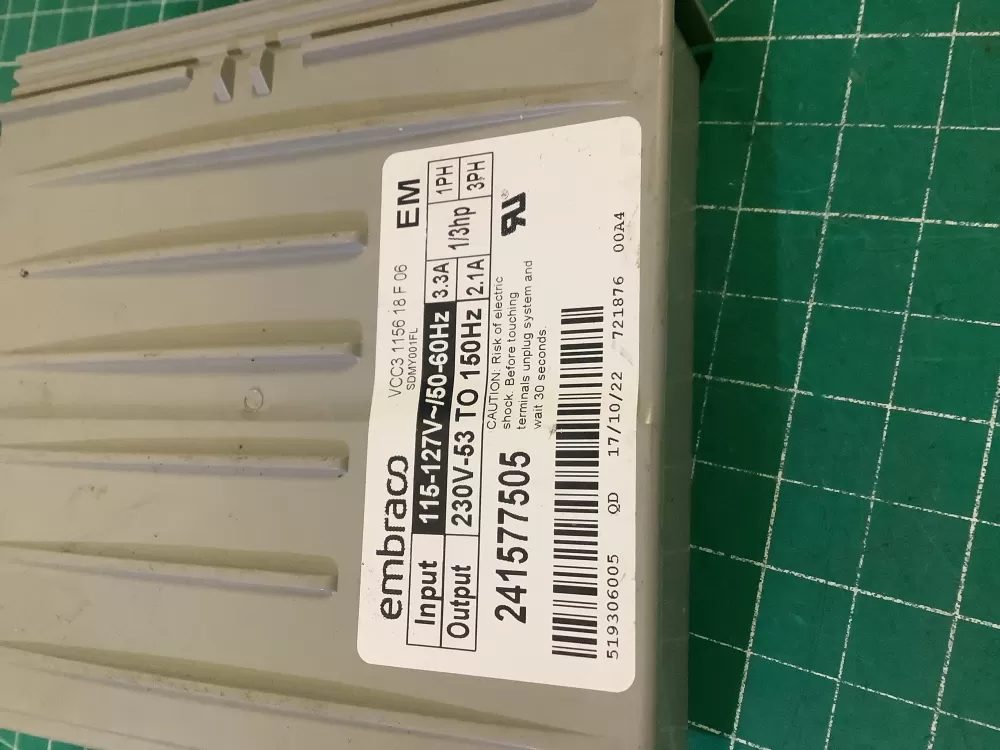 embraco VCC3 1156 18 F 06 EM
SDMY001FL
Input 115-127V~/50-60Hz 3.3A 1/3hp 1PH
Output 230V-53 TO 150Hz 2.1A 3PH
241577505
CAUTION: Risk of electric
shock. Before touching
terminals unplug system and
wait 30 seconds.
519306005 QD 17/10/22 721876 00A4